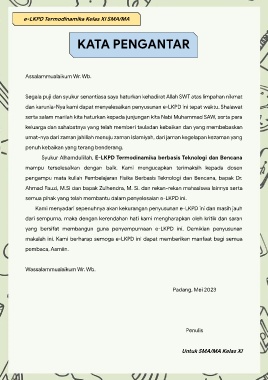 e-LKPD Termodinamika Kelas XI SMA/MA
KATA PENGANTAR
Assalamualaikum Wr. Wb.
Segala puji dan syukur senantiasa saya haturkan kehadirat Allah SWT atas limpahan nikmat
dan karunia-Nya kami dapat menyelesaikan penyusunan e-LKPD ini tepat waktu. Shalawat
serta salam marilah kita haturkan kepada junjungan kita Nabi Muhammad SAW, serta para
keluarga dan sahabatnya yang telah memberi tauladan kebaikan dan yang membebaskan
umat-nya dari zaman jahiliah menuju zaman islamiyah, dari jaman kegelapan kezaman yang
penuh kebaikan yang terang benderang.
Syukur Alhamdulillah, E-LKPD Termodinamika berbasis Teknologi dan Bencana
mampu terselesaikan dengan baik. Kami mengucapkan terimaksih kepada dosen
pengampu mata kuliah Pembelajaran Fisika Berbasis Teknologi dan Bencana, bapak Dr.
Ahmad Fauzi, M.Si dan bapak Zulhendra, M. Si. dan rekan-rekan mahasiswa lainnya serta
semua pihak yang telah membantu dalam penyelesaian e-LKPD ini.
Kami menyadari sepenuhnya akan kekurangan penyusunan e-LKPD ini dan masih jauh
dari sempurna, maka dengan kerendahan hati kami mengharapkan oleh kritik dan saran
yang bersifat membangun guna penyempurnaan e-LKPD ini. Demikian penyusunan
makalah ini. Kami berharap semoga e-LKPD ini dapat memberikan manfaat bagi semua
pembaca. Aamiin.
Wassalammualaikum Wr. Wb.
Padang, Mei 2023
Penulis
Untuk SMA/MA Kelas XI